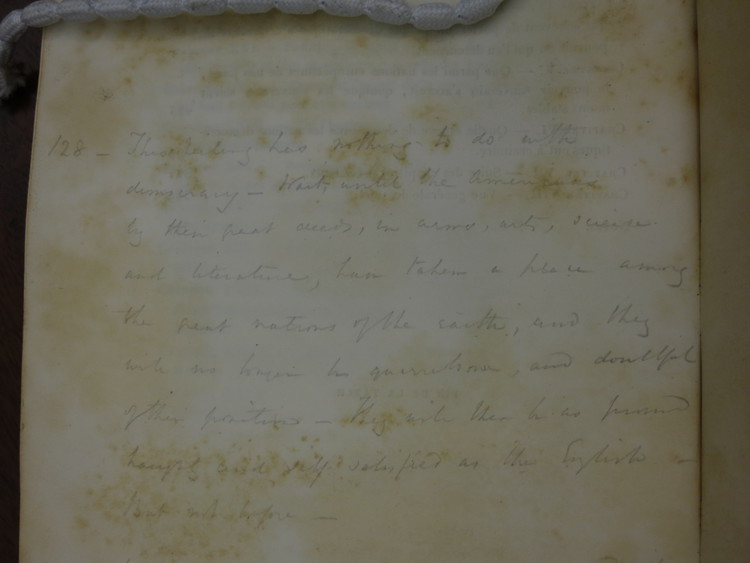 128 - This feeling has nothing to do with
democracy - Wait until the Americans
by their great deeds, in arms, arts, science
and literature, have taken a place among
the great nations of the earth, and they
will no longer be quarrelsome, and doubtful
of their position - They will then be as proud
haughty and self satisfied as the English -
But not before -